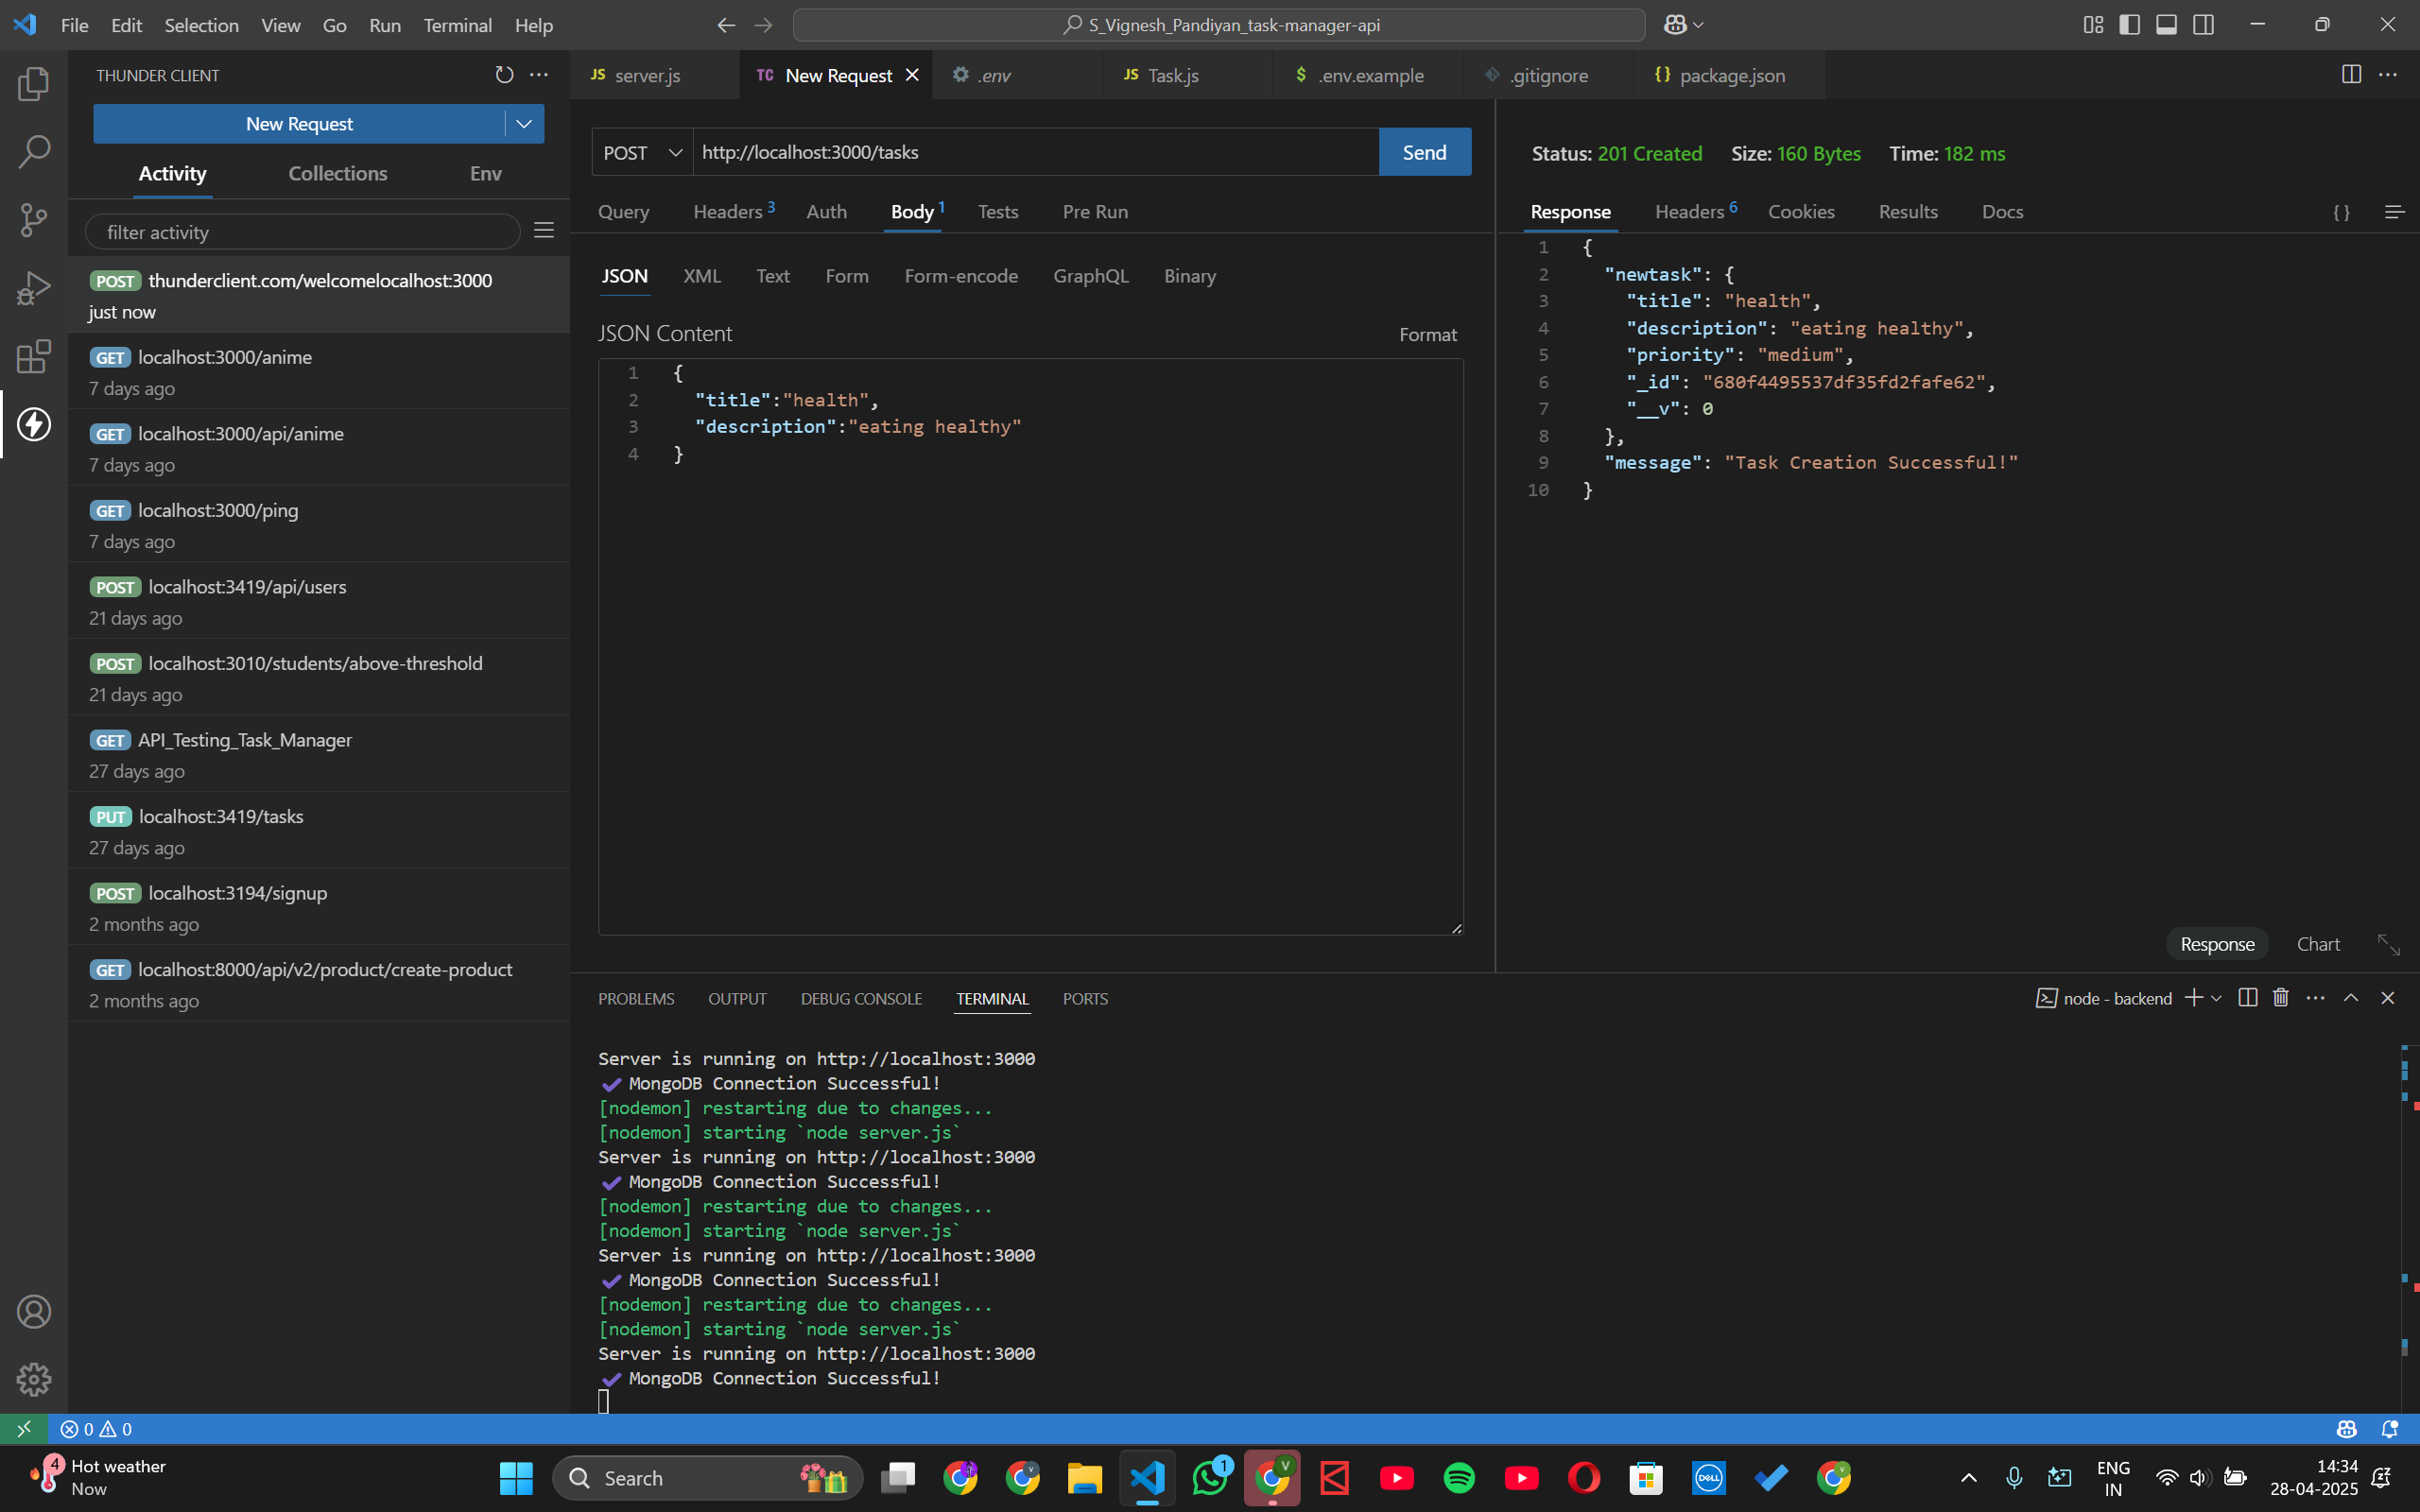 File Edit Selection View Go Run Terminal Help
S_Vignesh_Pandiyan_task-manager-api
THUNDER CLIENT
New Request
Activity Collections Env
filter activity
POST thunderclient.com/welcomelocalhost:3000
just now
GET localhost:3000/anime
7 days ago
GET localhost:3000/api/anime
7 days ago
GET localhost:3000/ping
7 days ago
POST localhost:3419/api/users
21 days ago
POST localhost:3010/students/above-threshold
21 days ago
GET API_Testing_Task_Manager
27 days ago
PUT localhost:3419/tasks
27 days ago
POST localhost:3194/signup
2 months ago
GET localhost:8000/api/v2/product/create-product
2 months ago
JS server.js TC New Request .env JS Task.js $ .env.example .gitignore {} package.json
POST http://localhost:3000/tasks Send
Query Headers 3 Auth Body 1 Tests Pre Run
JSON XML Text Form Form-encode GraphQL Binary
JSON Content Format
1 {
2 "title":"health",
3 "description":"eating healthy"
4 }
Status: 201 Created Size: 160 Bytes Time: 182 ms
Response Headers 6 Cookies Results Docs {}
1 {
2 "newtask": {
3 "title": "health",
4 "description": "eating healthy",
5 "priority": "medium",
6 "_id": "680f4495537df35fd2fafe62",
7 "__v": 0
8 },
9 "message": "Task Creation Successful!"
10 }
Response Chart
PROBLEMS OUTPUT DEBUG CONSOLE TERMINAL PORTS
node - backend
Server is running on http://localhost:3000
✔ MongoDB Connection Successful!
[nodemon] restarting due to changes...
[nodemon] starting `node server.js`
Server is running on http://localhost:3000
✔ MongoDB Connection Successful!
[nodemon] restarting due to changes...
[nodemon] starting `node server.js`
Server is running on http://localhost:3000
✔ MongoDB Connection Successful!
[nodemon] restarting due to changes...
[nodemon] starting `node server.js`
Server is running on http://localhost:3000
✔ MongoDB Connection Successful!
0 0
4
Hot weather
Now
Search
1
V
DELL
ENG
IN
14:34
28-04-2025